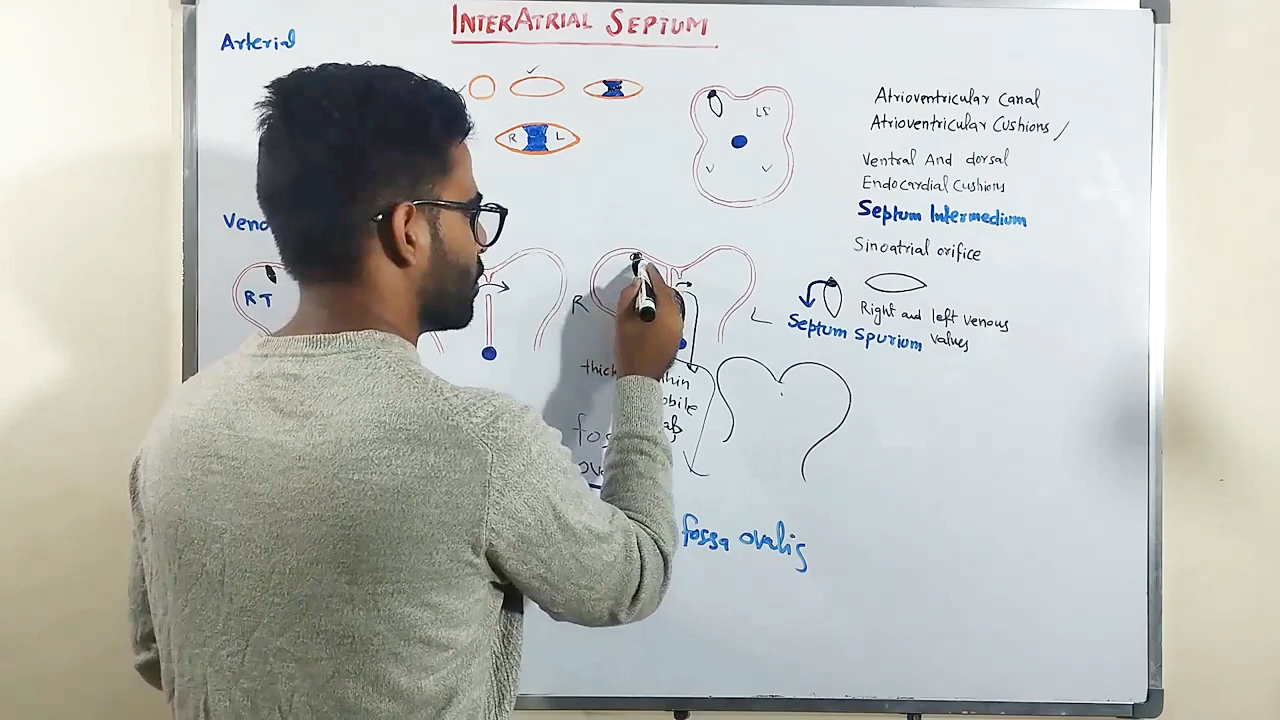 InterAtrial Septum
Arterial
R L
LS
Atrioventricular Canal
Atrioventricular Cushions /
Ventral And dorsal
Endocardial Cushions
Septum Intermedium
Sinoatrial orifice
Right and left venous
valves
Septum Spurium
RT
R
L
fossa ovalis